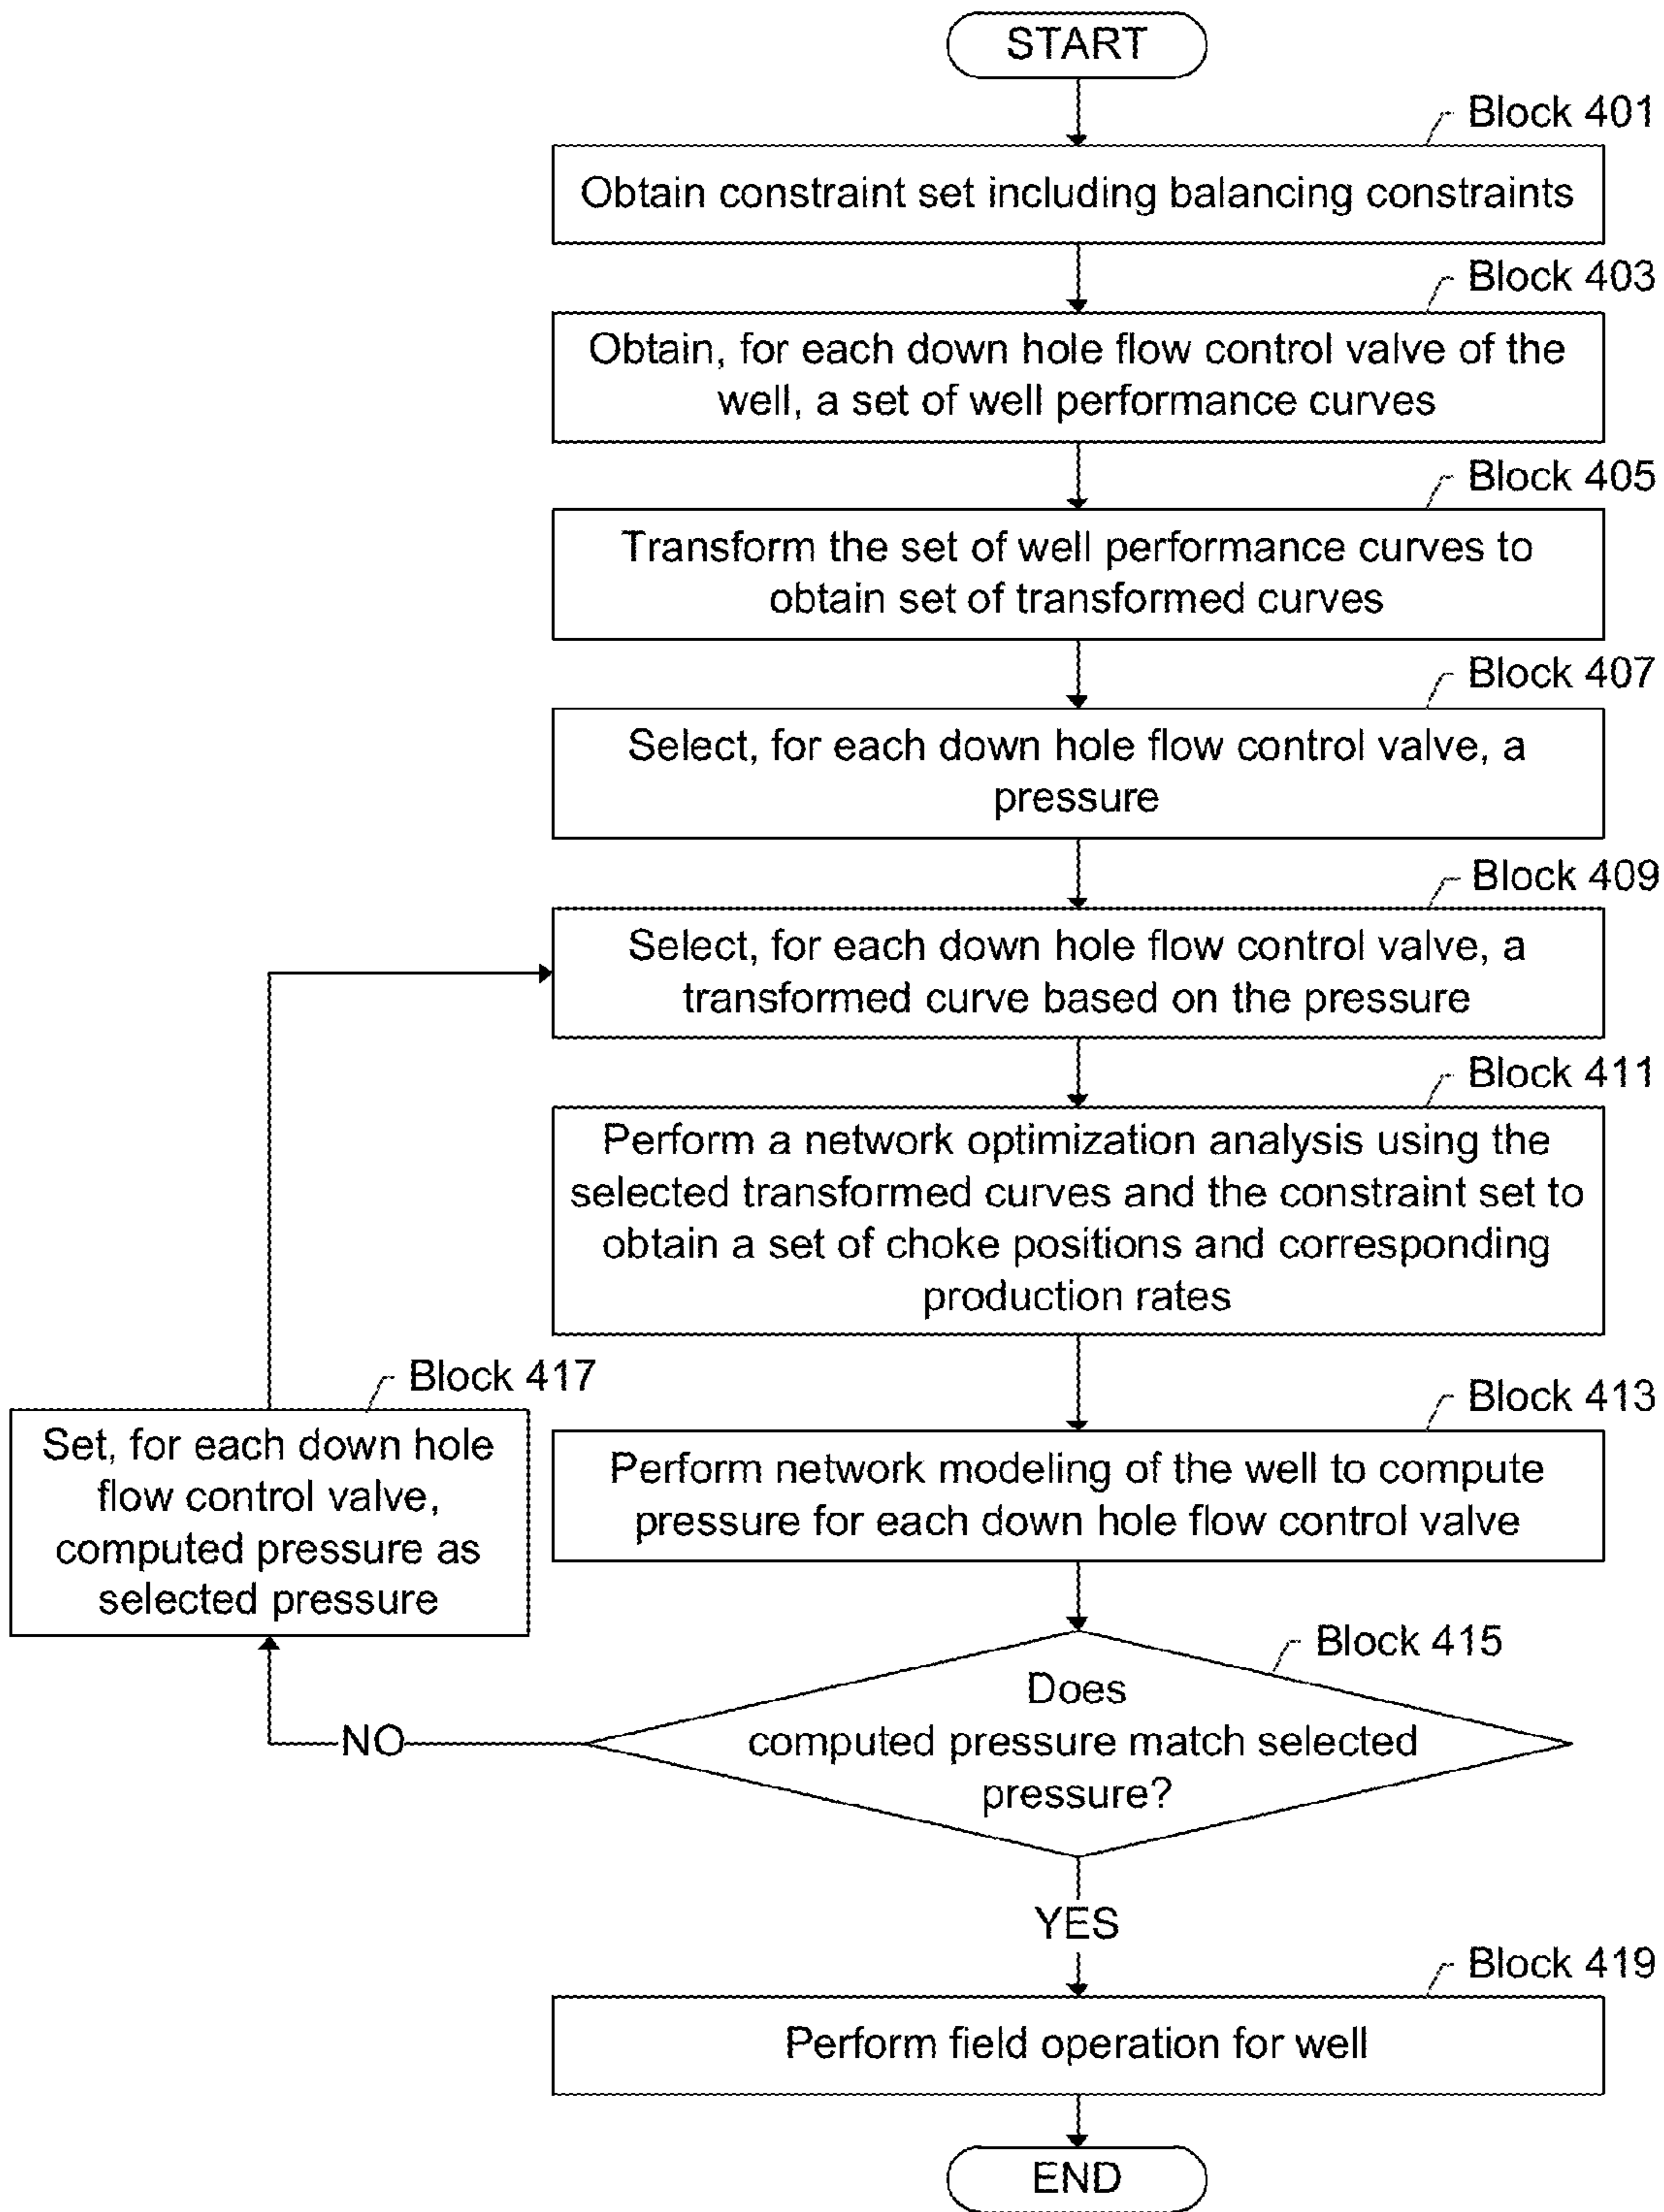 START
Block 401
Obtain constraint set including balancing constraints
Block 403
Obtain, for each down hole flow control valve of the
well, a set of well performance curves
Block 405
Transform the set of well performance curves to
obtain set of transformed curves
Block 407
Select, for each down hole flow control valve, a
pressure
Block 409
Select, for each down hole flow control valve, a
transformed curve based on the pressure
Block 411
Perform a network optimization analysis using the
selected transformed curves and the constraint set to
obtain a set of choke positions and corresponding
production rates
Block 417
Set, for each down hole
flow control valve,
computed pressure as
selected pressure
Block 413
Perform network modeling of the well to compute
pressure for each down hole flow control valve
Block 415
Does
computed pressure match selected
pressure?
NO
YES
Block 419
Perform field operation for well
END